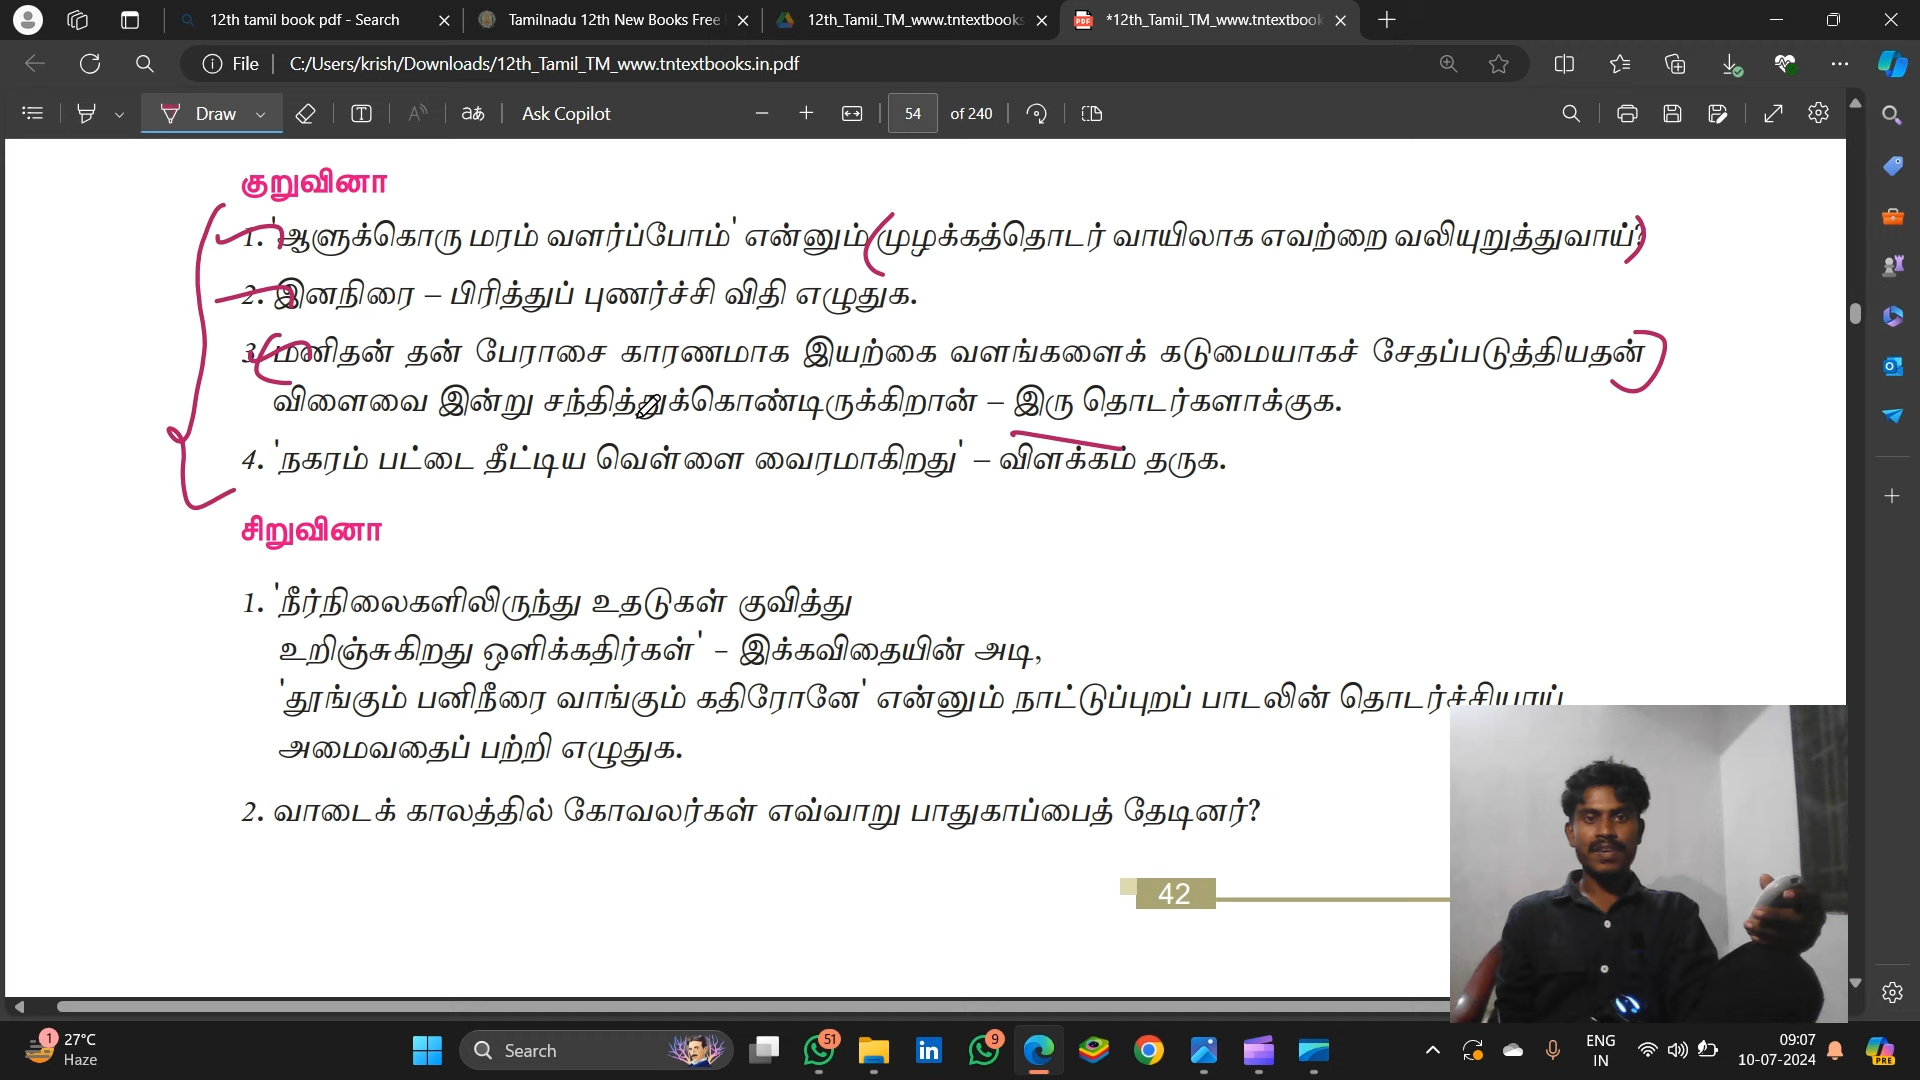 12th tamil book pdf - Search
Tamilnadu 12th New Books Free
12th_Tamil_TM_www.tntextbooks
*12th_Tamil_TM_www.tntextbook
File
C:/Users/krish/Downloads/12th_Tamil_TM_www.tntextbooks.in.pdf
Draw
Ask Copilot
54 of 240
குறுவினா
1. 'ஆளுக்கொரு மரம் வளர்ப்போம்' என்னும் முழக்கத்தொடர் வாயிலாக எவற்றை வலியுறுத்துவாய்?
2. இனநிரை – பிரித்துப் புணர்ச்சி விதி எழுதுக.
3. மனிதன் தன் பேராசை காரணமாக இயற்கை வளங்களைக் கடுமையாகச் சேதப்படுத்தியதன்
விளைவை இன்று சந்தித்துக்கொண்டிருக்கிறான் – இரு தொடர்களாக்குக.
4. 'நகரம் பட்டை தீட்டிய வெள்ளை வைரமாகிறது' – விளக்கம் தருக.
சிறுவினா
1. 'நீர்நிலைகளிலிருந்து உதடுகள் குவித்து
உறிஞ்சுகிறது ஒளிக்கதிர்கள்' – இக்கவிதையின் அடி,
'தூங்கும் பனிநீரை வாங்கும் கதிரோனே' என்னும் நாட்டுப்புறப் பாடலின் தொடர்ச்சியாய்
அமைவதைப் பற்றி எழுதுக.
2. வாடைக் காலத்தில் கோவலர்கள் எவ்வாறு பாதுகாப்பைத் தேடினர்?
42
1
27°C
Haze
Search
51
9
ENG
IN
09:07
10-07-2024
PRE